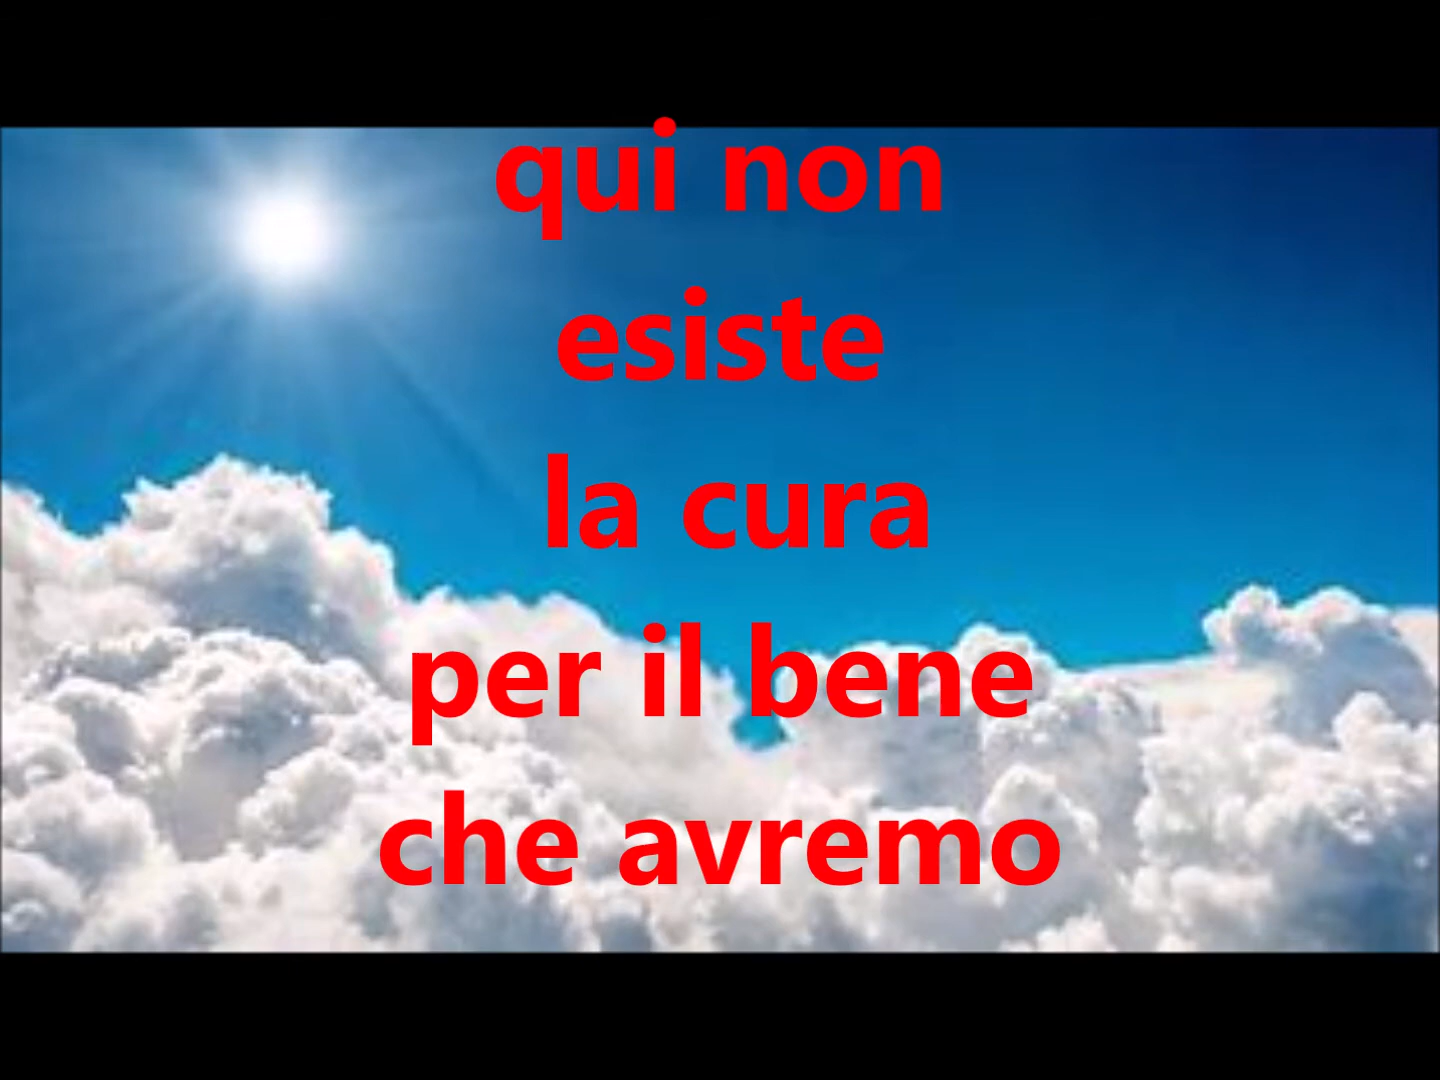 qui non
esiste
la cura
per il bene
che avremo